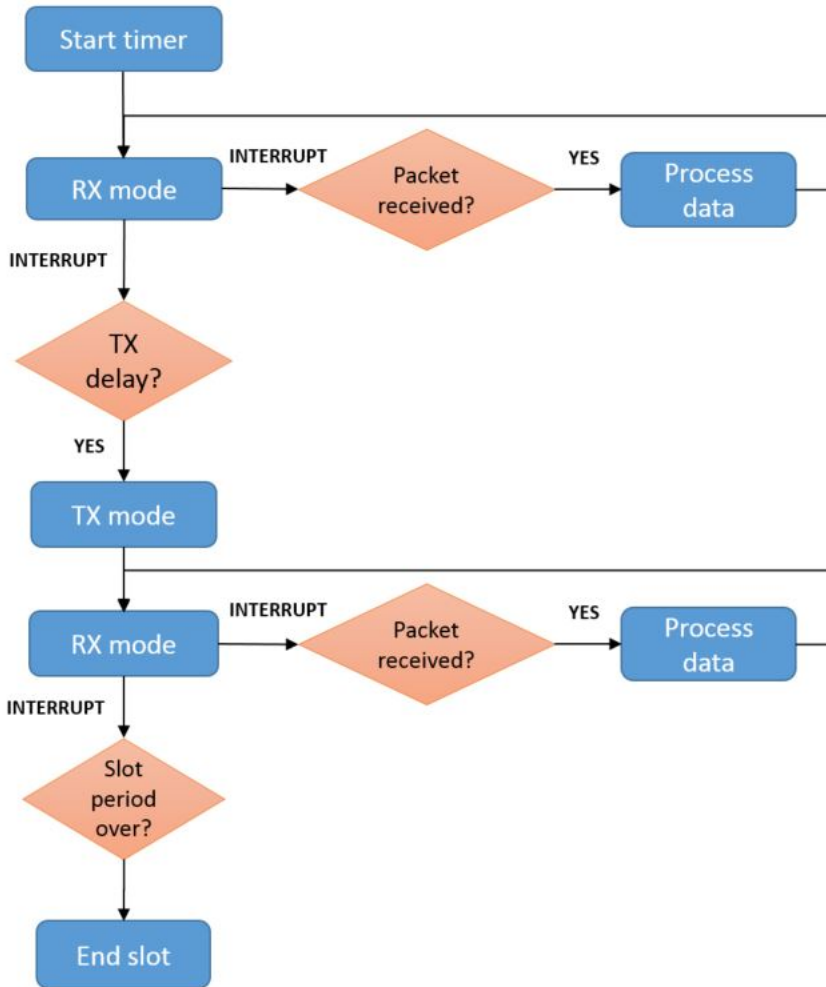 Start timer
RX mode
INTERRUPT
Packet
received?
YES
Process
data
INTERRUPT
TX
delay?
YES
TX mode
RX mode
INTERRUPT
Packet
received?
YES
Process
data
INTERRUPT
Slot
period
over?
End slot